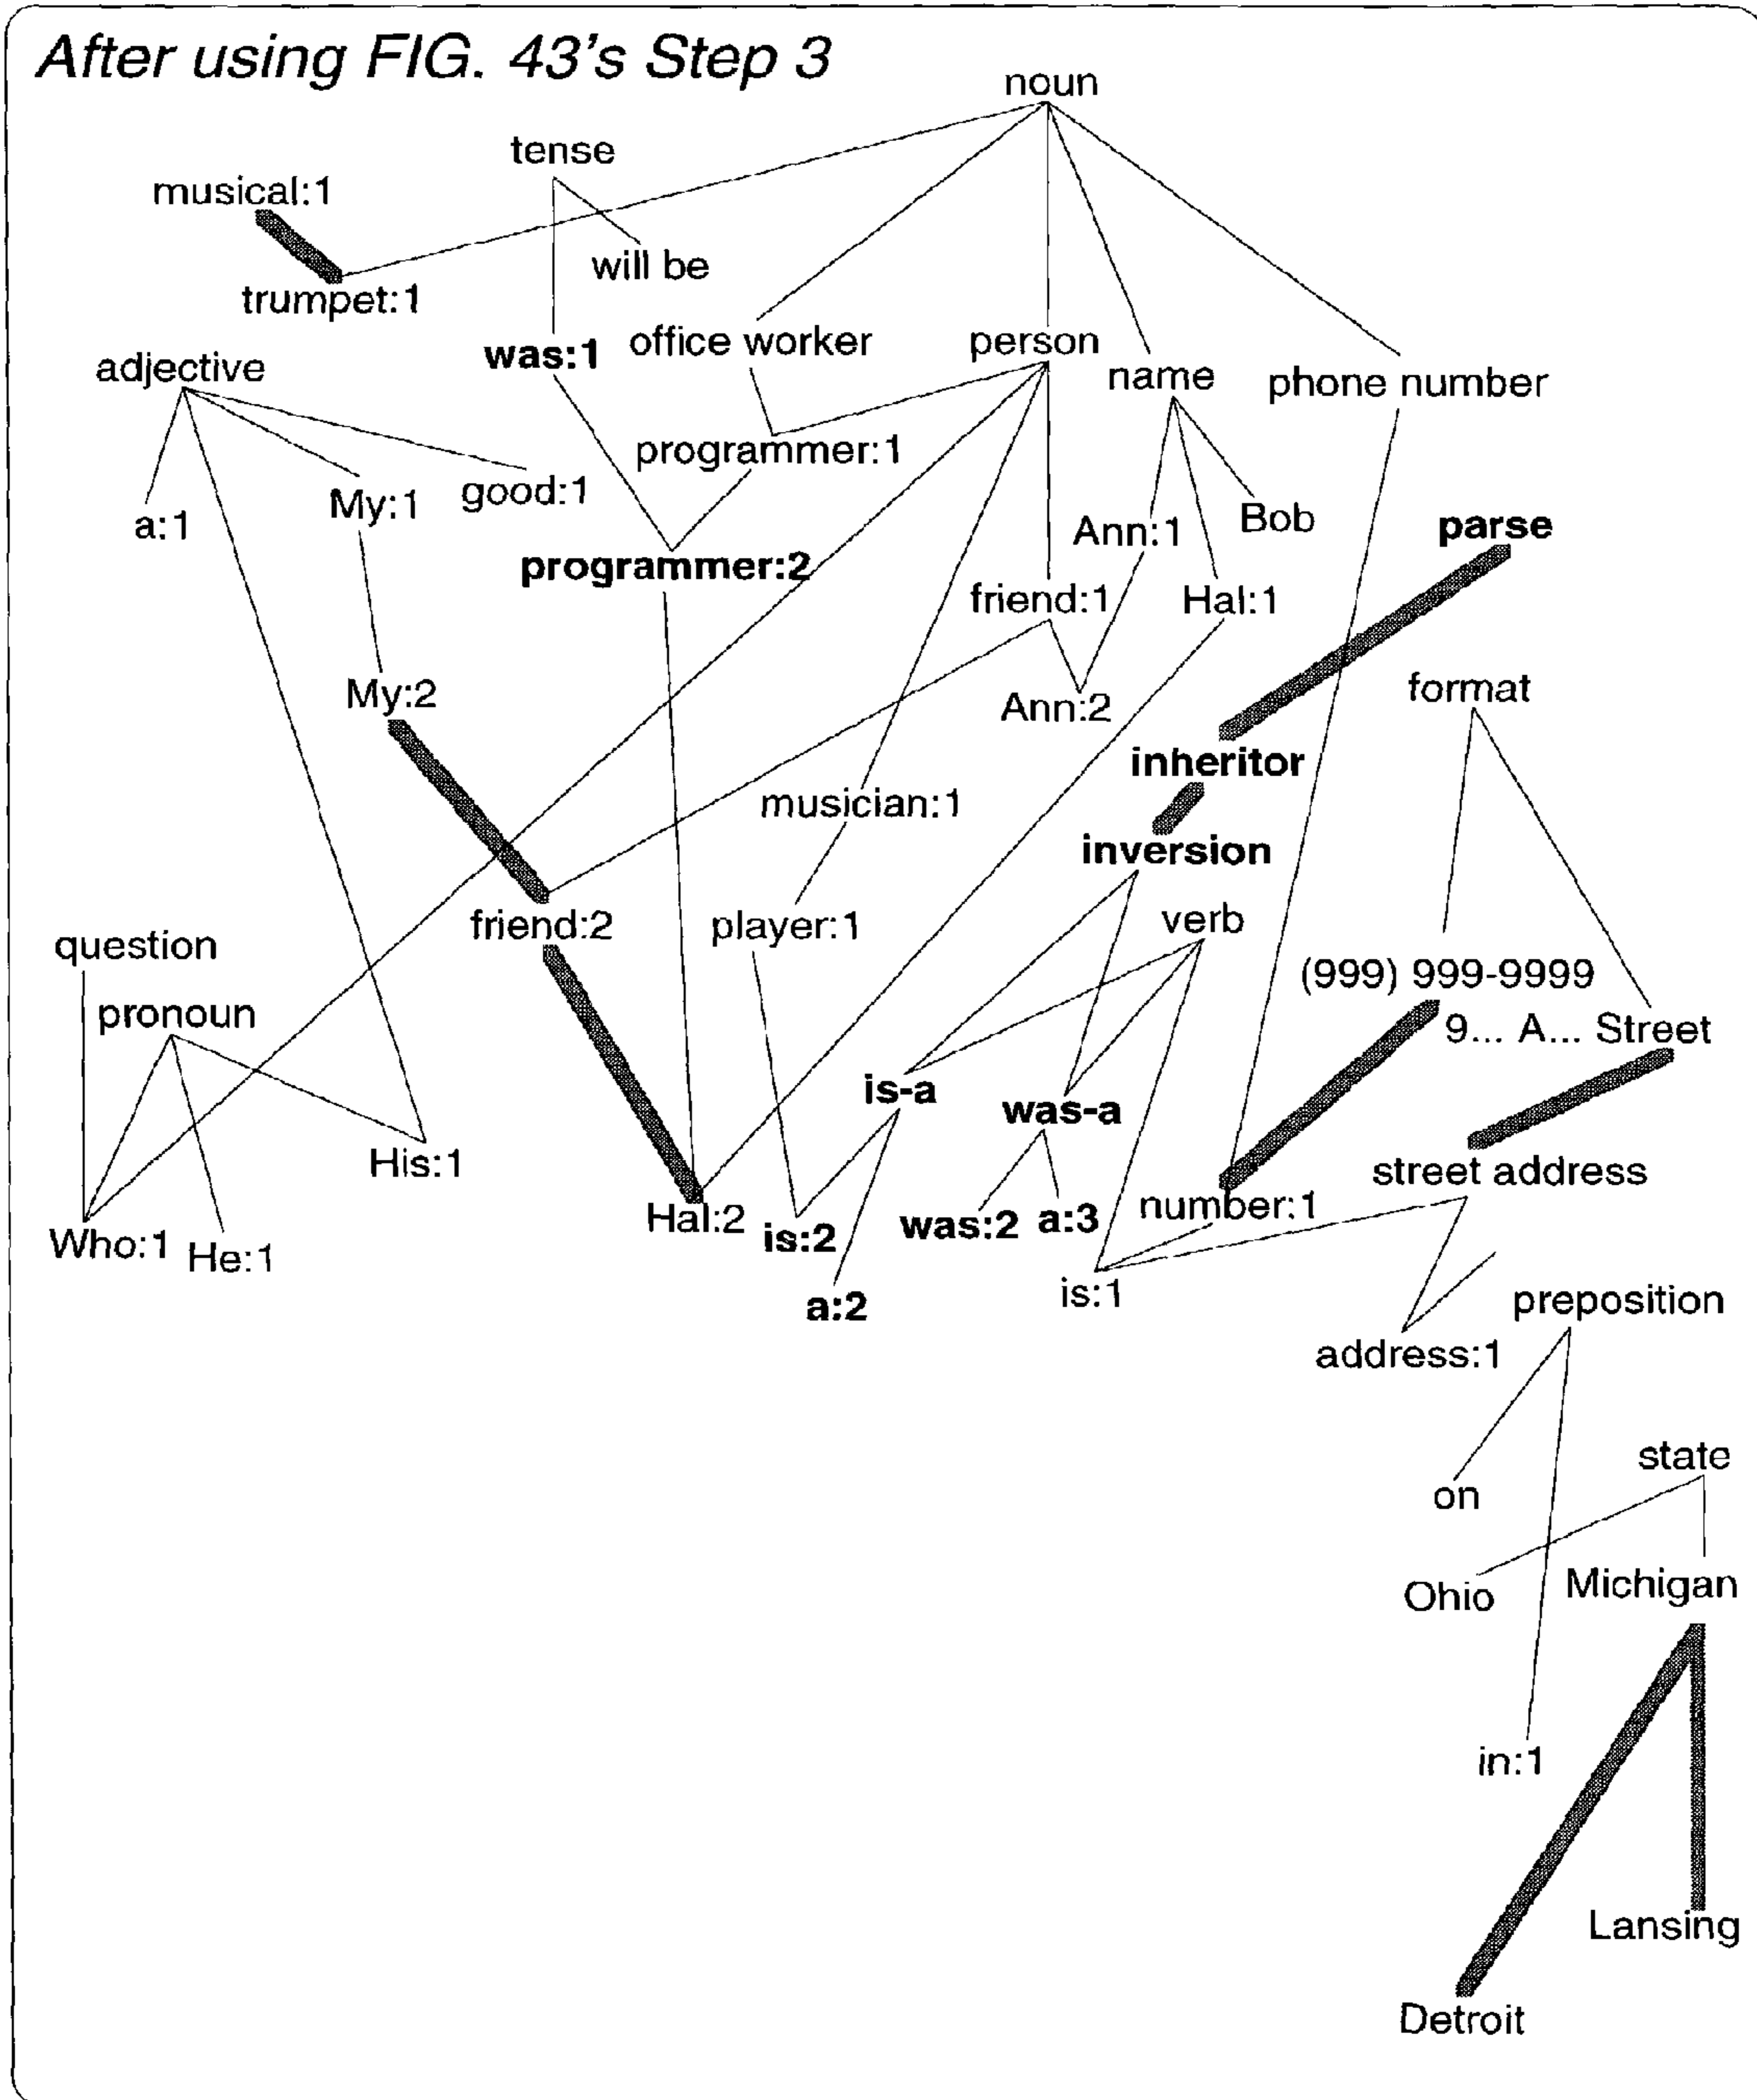 After using FIG. 43's Step 3
noun
tense
musical:1
will be
trumpet:1
was:1
office worker
person
adjective
name
phone number
programmer:1
My:1
good:1
a:1
Ann:1
Bob
parse
programmer:2
friend:1
Hal:1
My:2
format
Ann:2
inheritor
musician:1
inversion
friend:2
player:1
verb
question
(999) 999-9999
pronoun
9... A... Street
is-a
was-a
His:1
street address
number:1
Who:1
He:1
Hal:2
is:2
was:2
a:3
is:1
a:2
preposition
address:1
state
on
Ohio
Michigan
in:1
Lansing
Detroit